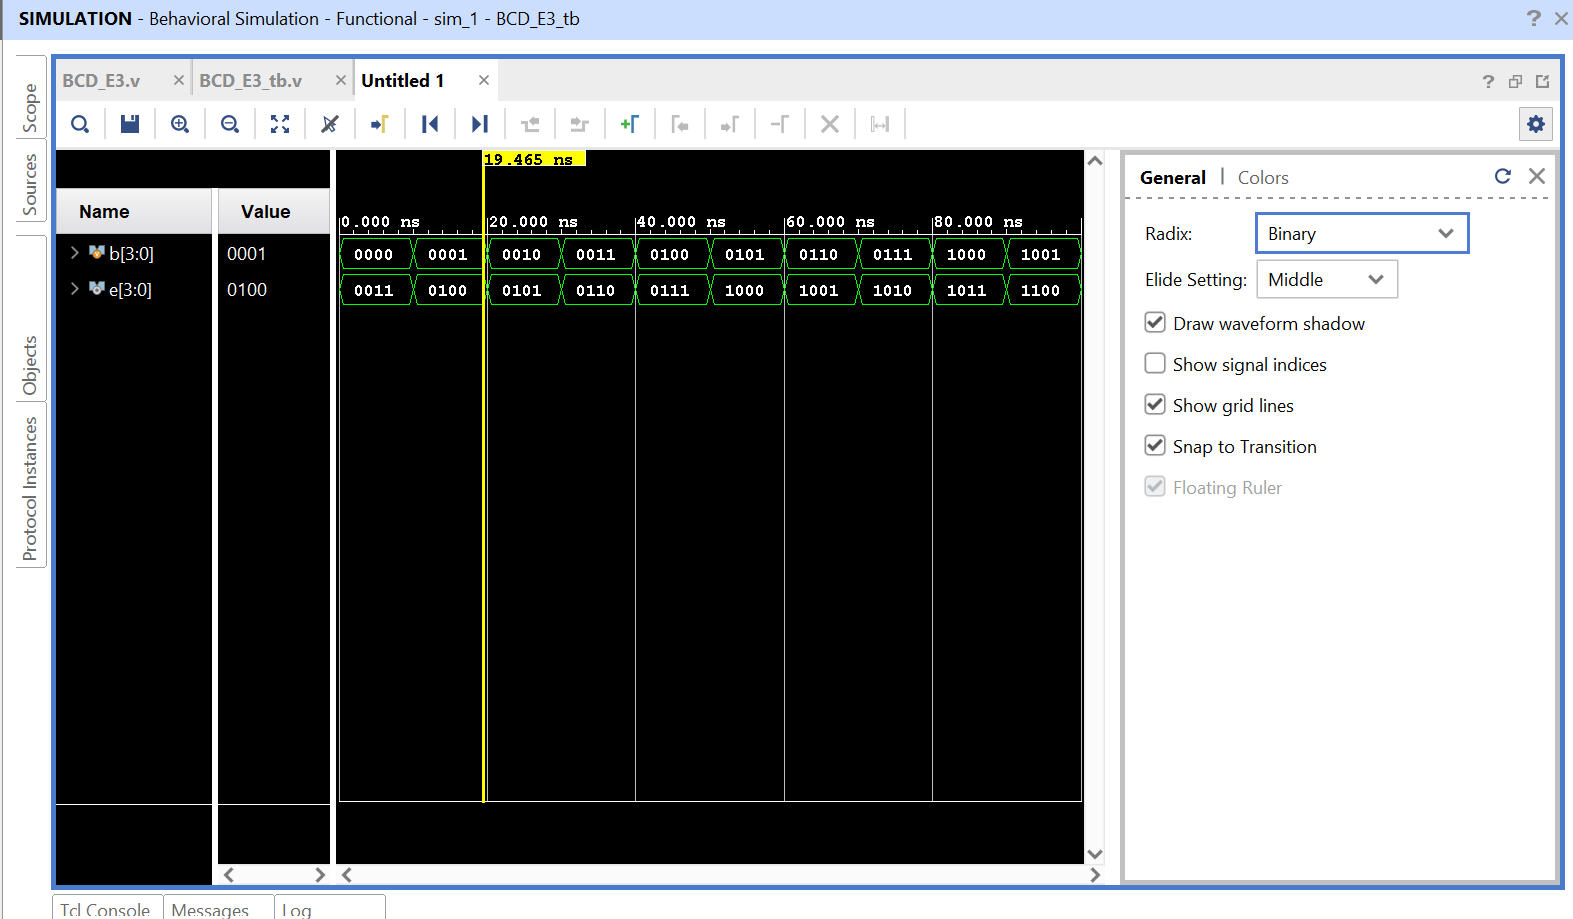 SIMULATION - Behavioral Simulation - Functional - sim_1 - BCD_E3_tb
? ×
Scope
Sources
Objects
Protocol Instances
BCD_E3.v × BCD_E3_tb.v × Untitled 1 ×
?
Name Value
b[3:0] 0001
e[3:0] 0100
19.465 ns
0.000 ns 20.000 ns 40.000 ns 60.000 ns 80.000 ns
0000 0001 0010 0011 0100 0101 0110 0111 1000 1001
0011 0100 0101 0110 0111 1000 1001 1010 1011 1100
General | Colors
Radix: Binary
Elide Setting: Middle
Draw waveform shadow
Show signal indices
Show grid lines
Snap to Transition
Floating Ruler
Tcl Console Messages Log